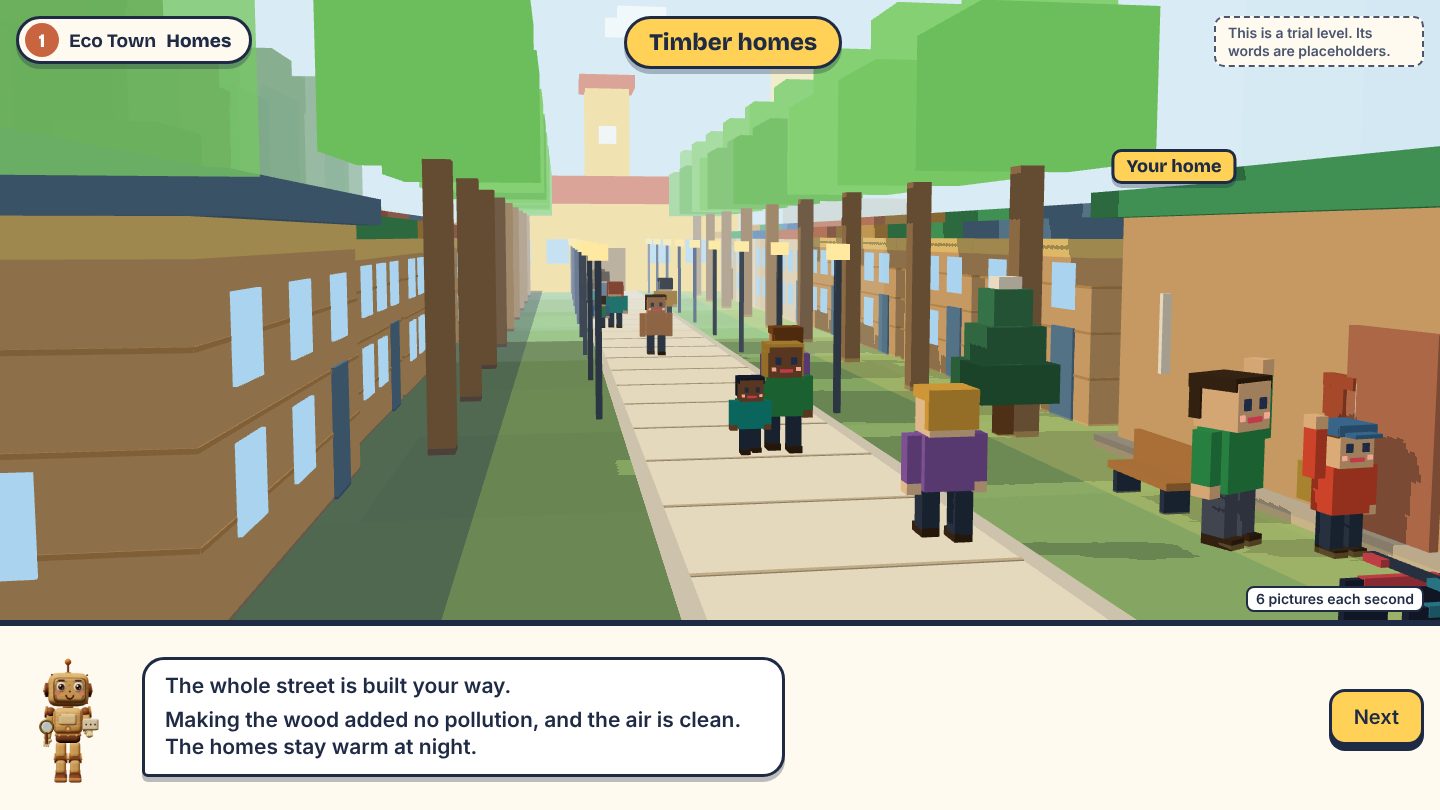 1 Eco Town Homes
Timber homes
This is a trial level. Its
words are placeholders.
Your home
6 pictures each second
The whole street is built your way.
Making the wood added no pollution, and the air is clean.
The homes stay warm at night.
Next